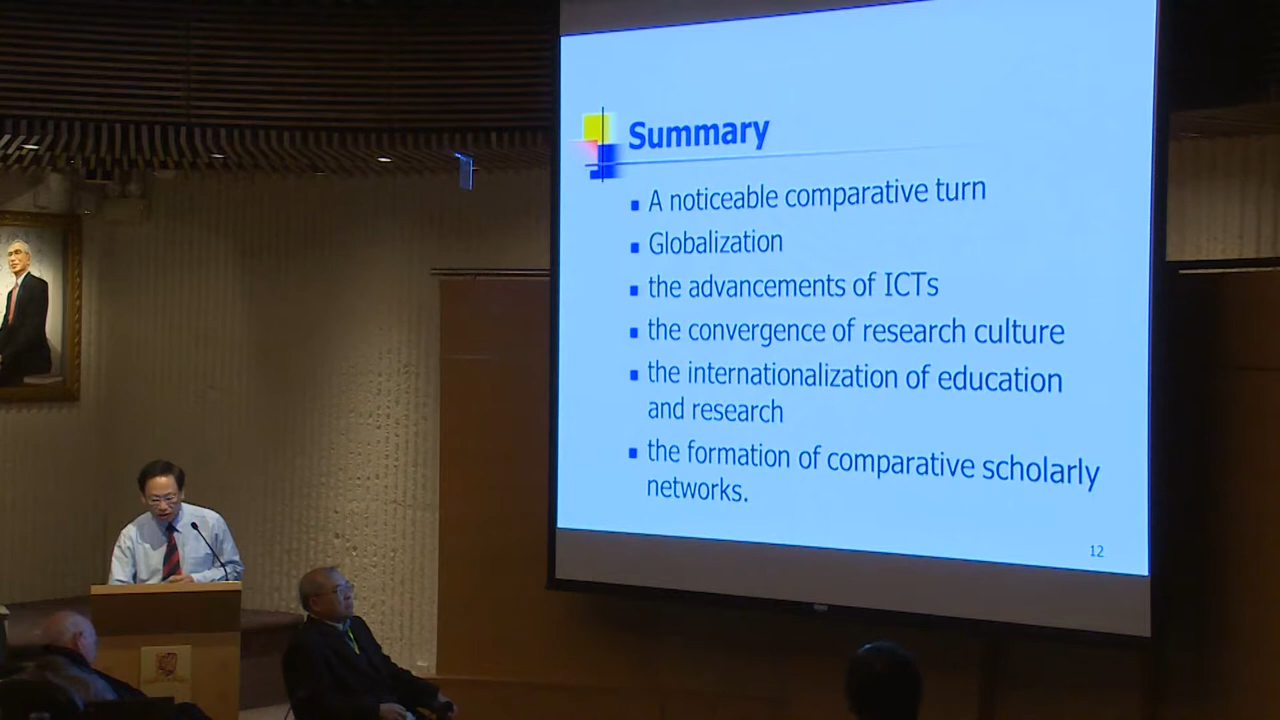 Summary
A noticeable comparative turn
Globalization
the advancements of ICTs
the convergence of research culture
the internationalization of education
and research
the formation of comparative scholarly
networks.
12